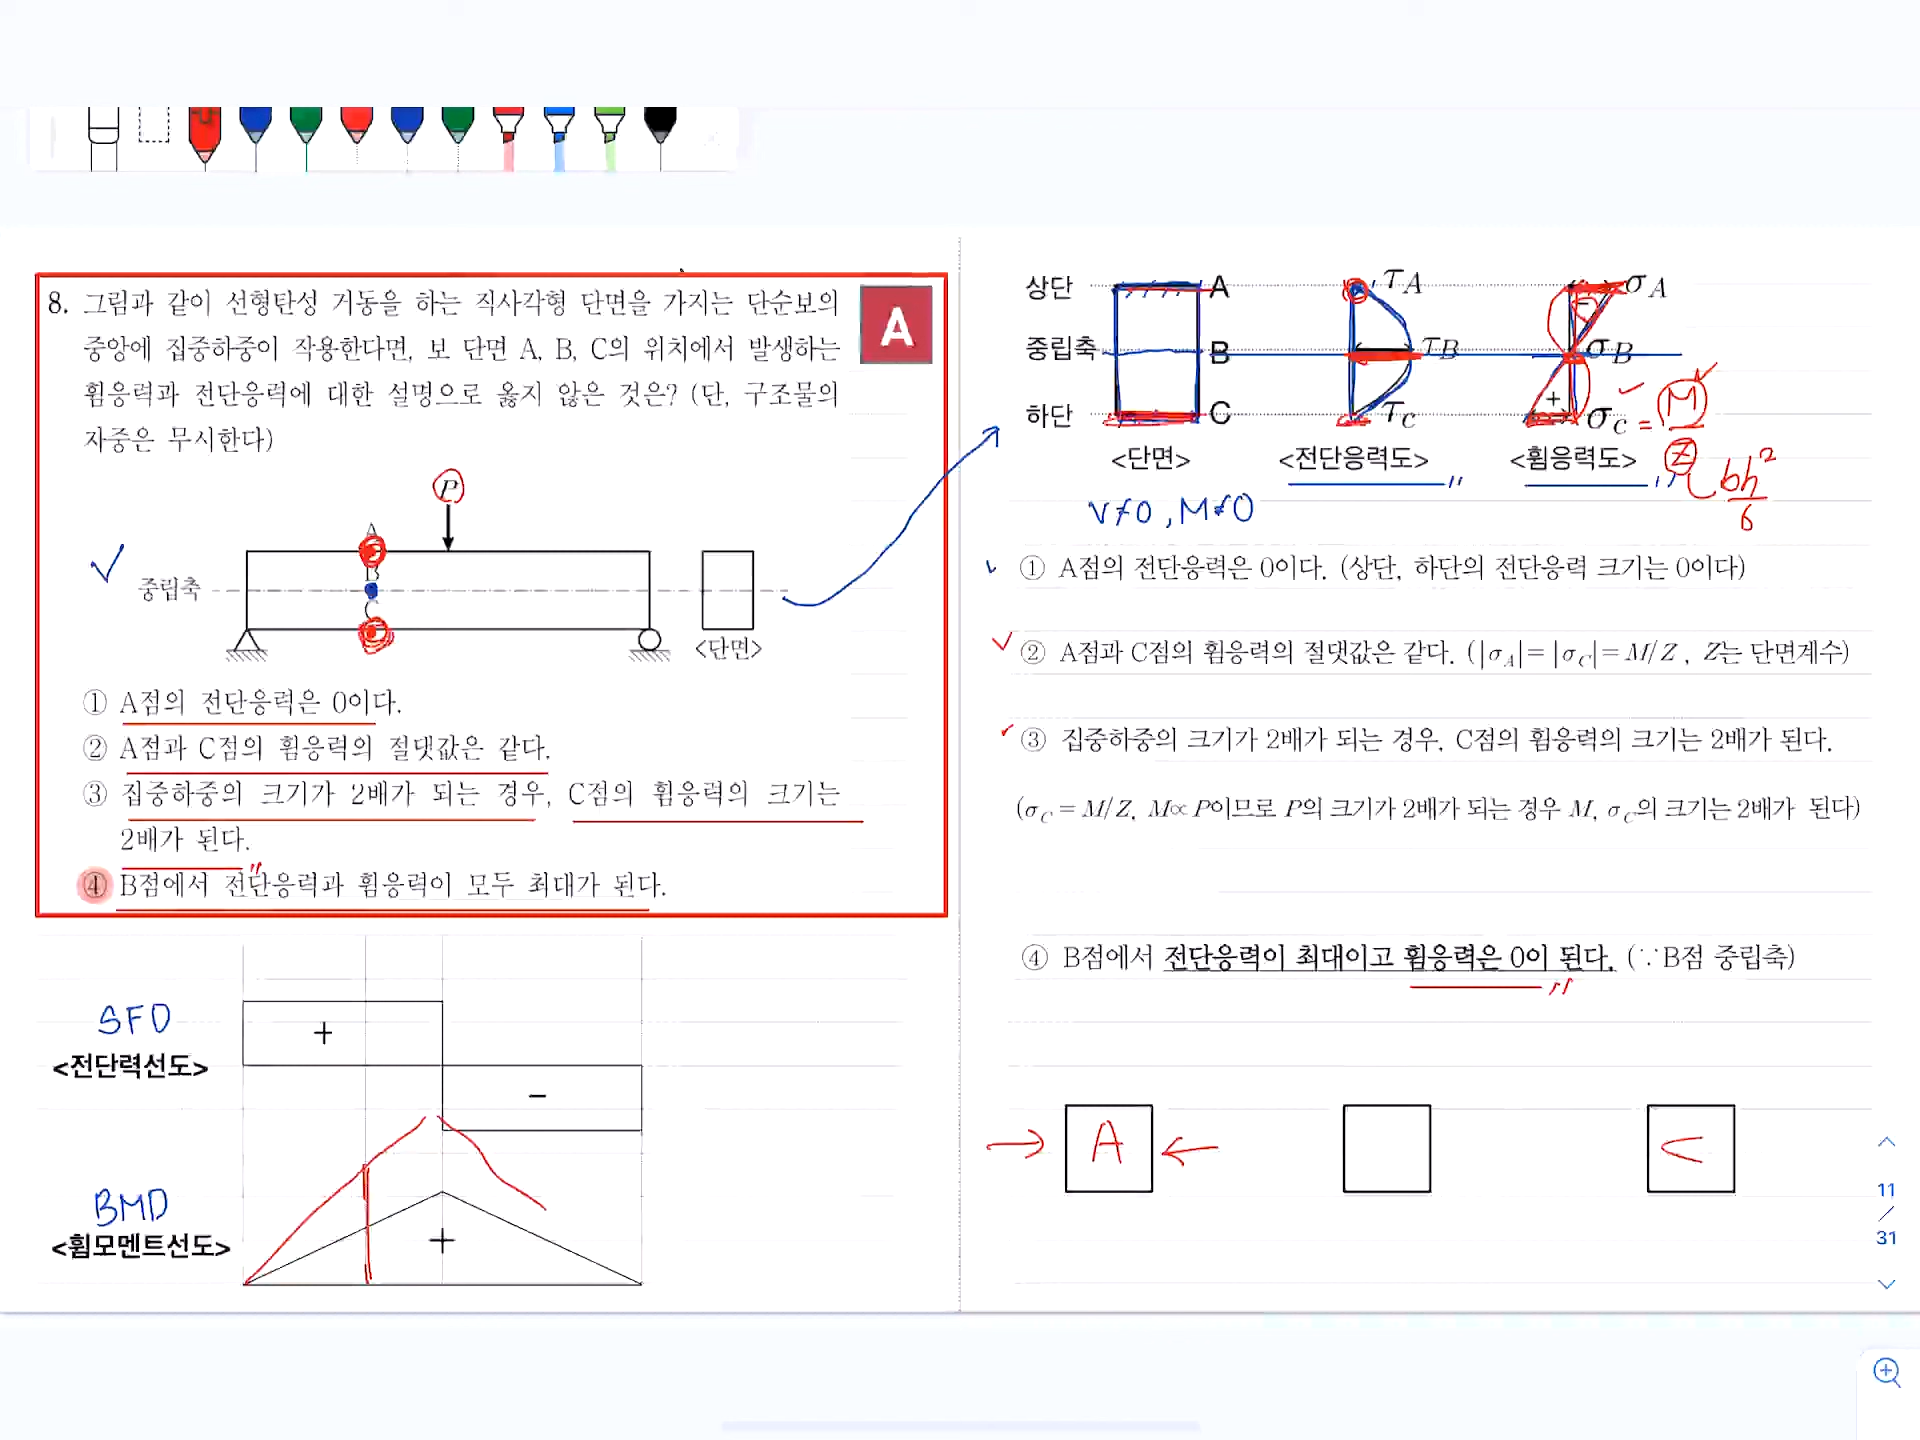 8. 그림과 같이 선형탄성 거동을 하는 직사각형 단면을 가지는 단순보의
중앙에 집중하중이 작용한다면, 보 단면 A, B, C의 위치에서 발생하는
휨응력과 전단응력에 대한 설명으로 옳지 않은 것은? (단, 구조물의
자중은 무시한다)
A
P
A
B
C
중립축
<단면>
① A점의 전단응력은 0이다.
② A점과 C점의 휨응력의 절댓값은 같다.
③ 집중하중의 크기가 2배가 되는 경우, C점의 휨응력의 크기는
2배가 된다.
④ B점에서 전단응력과 휨응력이 모두 최대가 된다.
SFD
<전단력선도>
+
−
BMD
<휨모멘트선도>
+
상단 A τA σA
중립축 B τB σB
하단 C τC σC = M/Z
−
+
<단면> <전단응력도> <휨응력도>
bh²/6
V≠0, M≠0
① A점의 전단응력은 0이다. (상단, 하단의 전단응력 크기는 0이다)
② A점과 C점의 휨응력의 절댓값은 같다. (|σA|=|σC|=M/Z, Z는 단면계수)
③ 집중하중의 크기가 2배가 되는 경우, C점의 휨응력의 크기는 2배가 된다.
(σC=M/Z, M∝P이므로 P의 크기가 2배가 되는 경우 M, σC의 크기는 2배가 된다)
④ B점에서 전단응력이 최대이고 휨응력은 0이 된다. (∵B점 중립축)
→ A ←
C
11
/
31